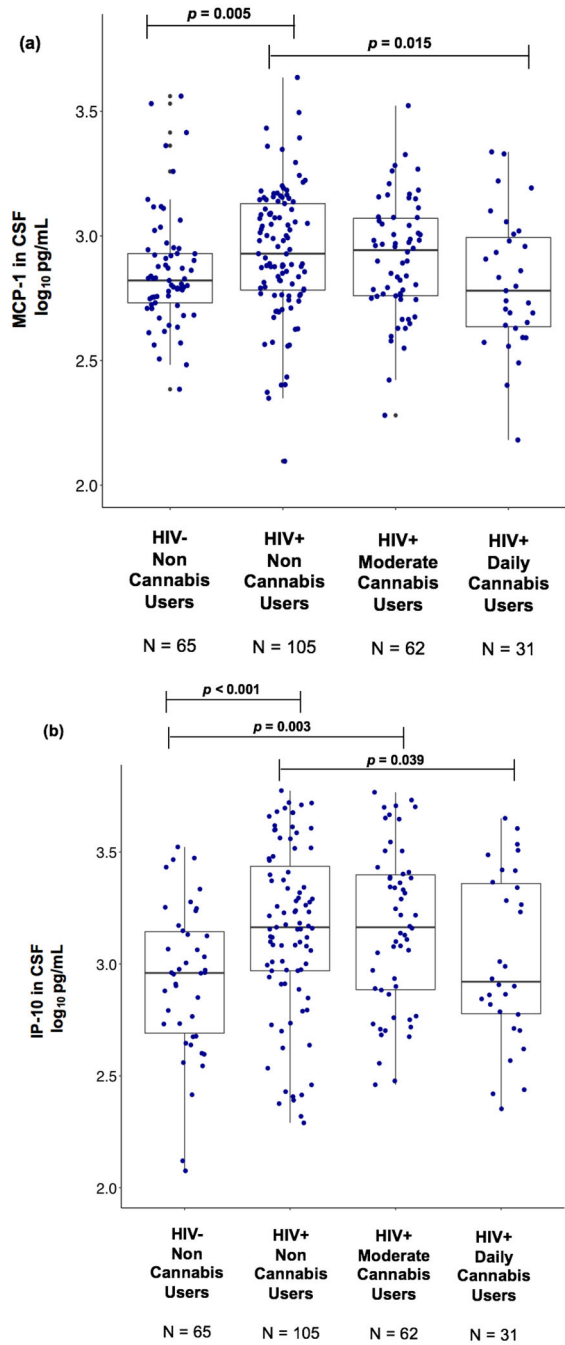 (a)
p = 0.005
p = 0.015
MCP-1 in CSF
log10 pg/mL
3.5
3.0
2.5
2.0
HIV-
Non
Cannabis
Users
HIV+
Non
Cannabis
Users
HIV+
Moderate
Cannabis
Users
HIV+
Daily
Cannabis
Users
N = 65
N = 105
N = 62
N = 31
(b)
p < 0.001
p = 0.003
p = 0.039
IP-10 in CSF
log10 pg/mL
3.5
3.0
2.5
2.0
HIV-
Non
Cannabis
Users
HIV+
Non
Cannabis
Users
HIV+
Moderate
Cannabis
Users
HIV+
Daily
Cannabis
Users
N = 65
N = 105
N = 62
N = 31